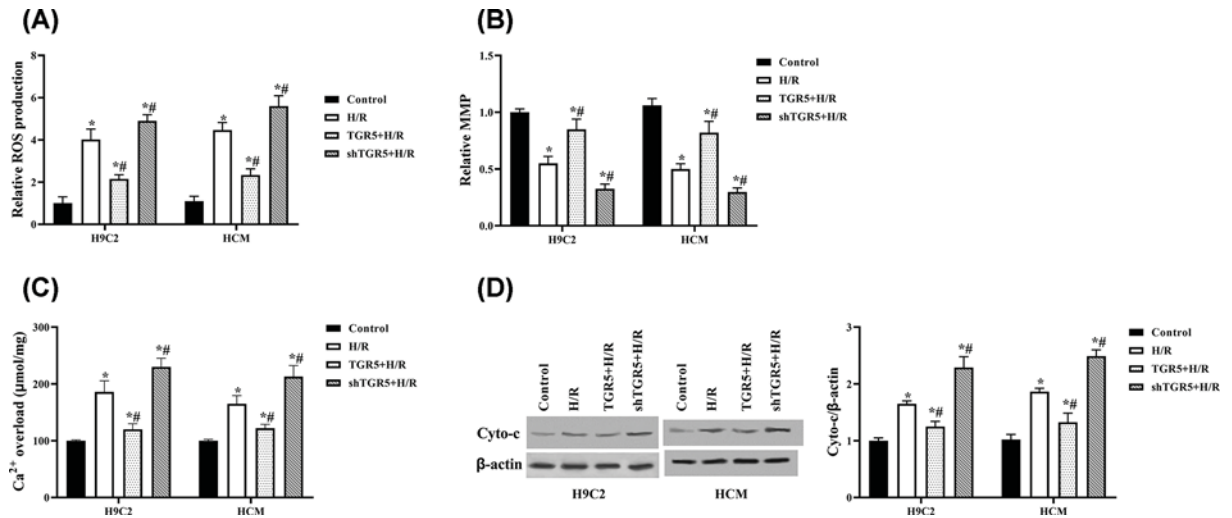 (A)
Relative ROS production
8
6
4
2
0
*
*#
*#
*
*#
*#
H9C2
HCM
Control
H/R
TGR5+H/R
shTGR5+H/R
(B)
Relative MMP
1.5
1.0
0.5
0.0
*
*#
*#
*
*#
*#
H9C2
HCM
Control
H/R
TGR5+H/R
shTGR5+H/R
(C)
Ca2+ overload (μmol/mg)
300
200
100
0
*
*#
*#
*
*#
*#
H9C2
HCM
Control
H/R
TGR5+H/R
shTGR5+H/R
(D)
Control
H/R
TGR5+H/R
shTGR5+H/R
Control
H/R
TGR5+H/R
shTGR5+H/R
Cyto-c
β-actin
H9C2
HCM
Cyto-c/β-actin
3
2
1
0
*
*#
*#
*
*#
*#
H9C2
HCM
Control
H/R
TGR5+H/R
shTGR5+H/R